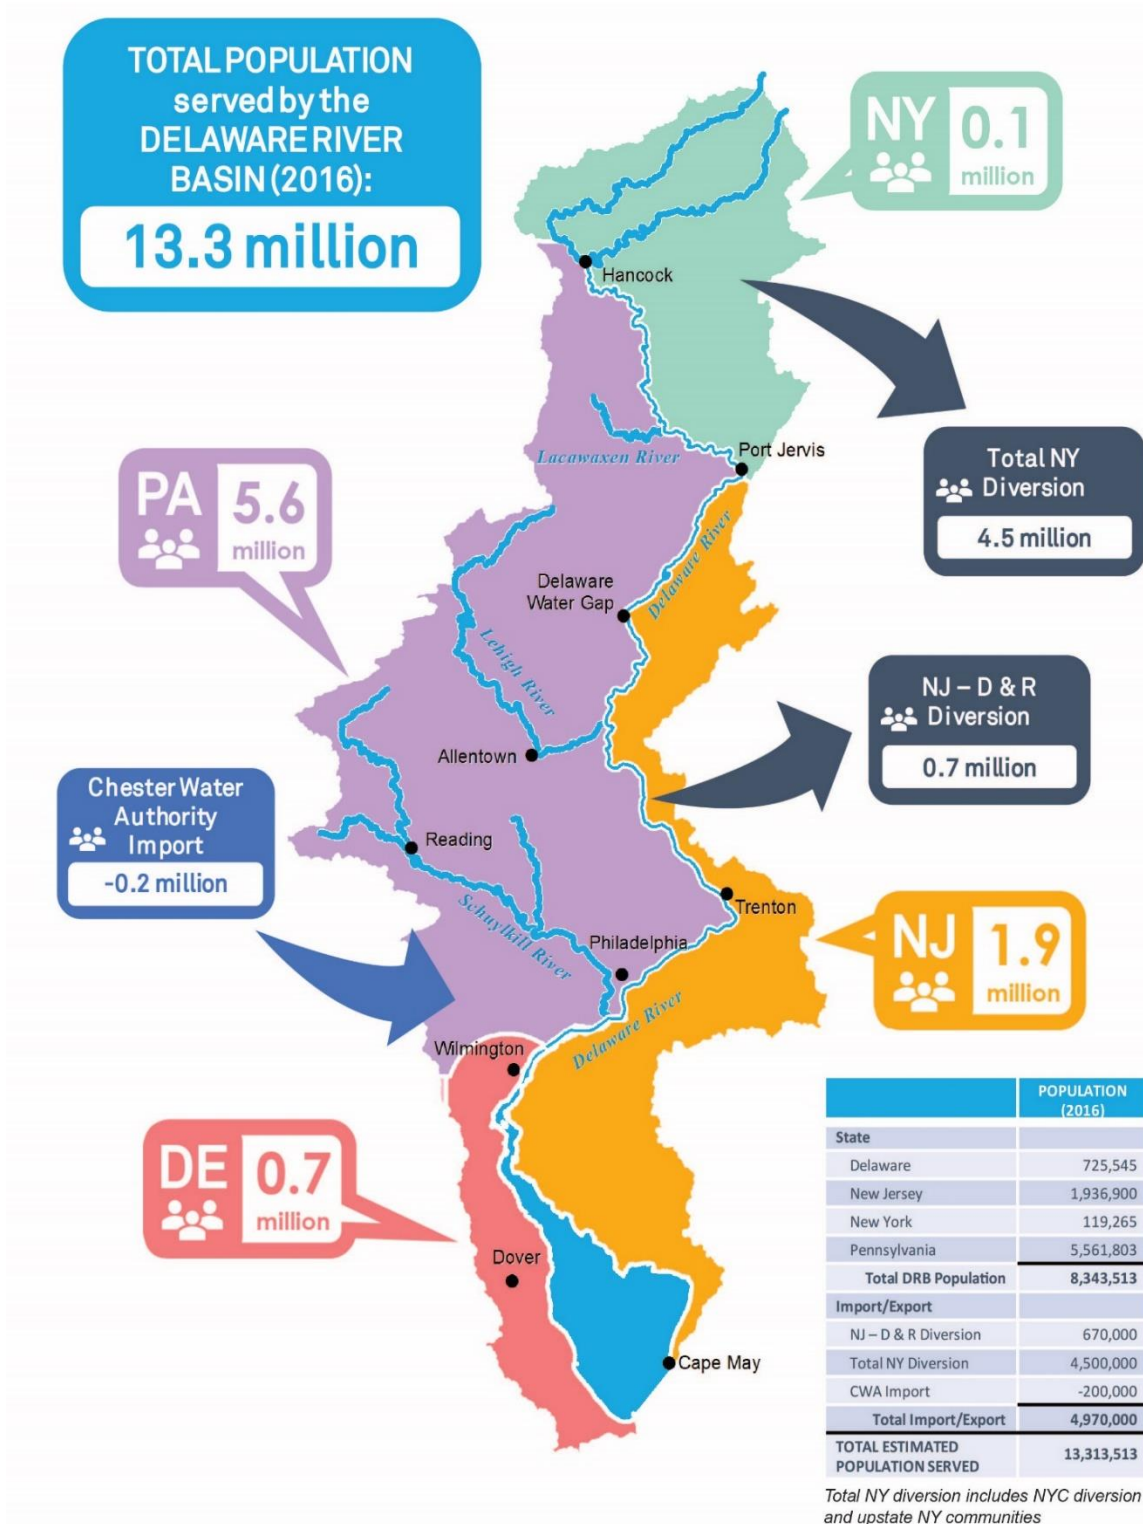 TOTAL POPULATION
served by the
DELAWARE RIVER
BASIN (2016):
13.3 million
NY
0.1
million
Hancock
Port Jervis
Lacawaxen River
Total NY
Diversion
4.5 million
PA
5.6
million
Delaware River
Delaware
Water Gap
Lehigh River
NJ – D & R
Diversion
0.7 million
Allentown
Chester Water
Authority
Import
-0.2 million
Reading
Schuylkill River
Trenton
Philadelphia
NJ
1.9
million
Delaware River
Wilmington
DE
0.7
million
Dover
Cape May
POPULATION
(2016)
State
Delaware 725,545
New Jersey 1,936,900
New York 119,265
Pennsylvania 5,561,803
Total DRB Population 8,343,513
Import/Export
NJ – D & R Diversion 670,000
Total NY Diversion 4,500,000
CWA Import -200,000
Total Import/Export 4,970,000
TOTAL ESTIMATED
POPULATION SERVED 13,313,513
Total NY diversion includes NYC diversion
and upstate NY communities